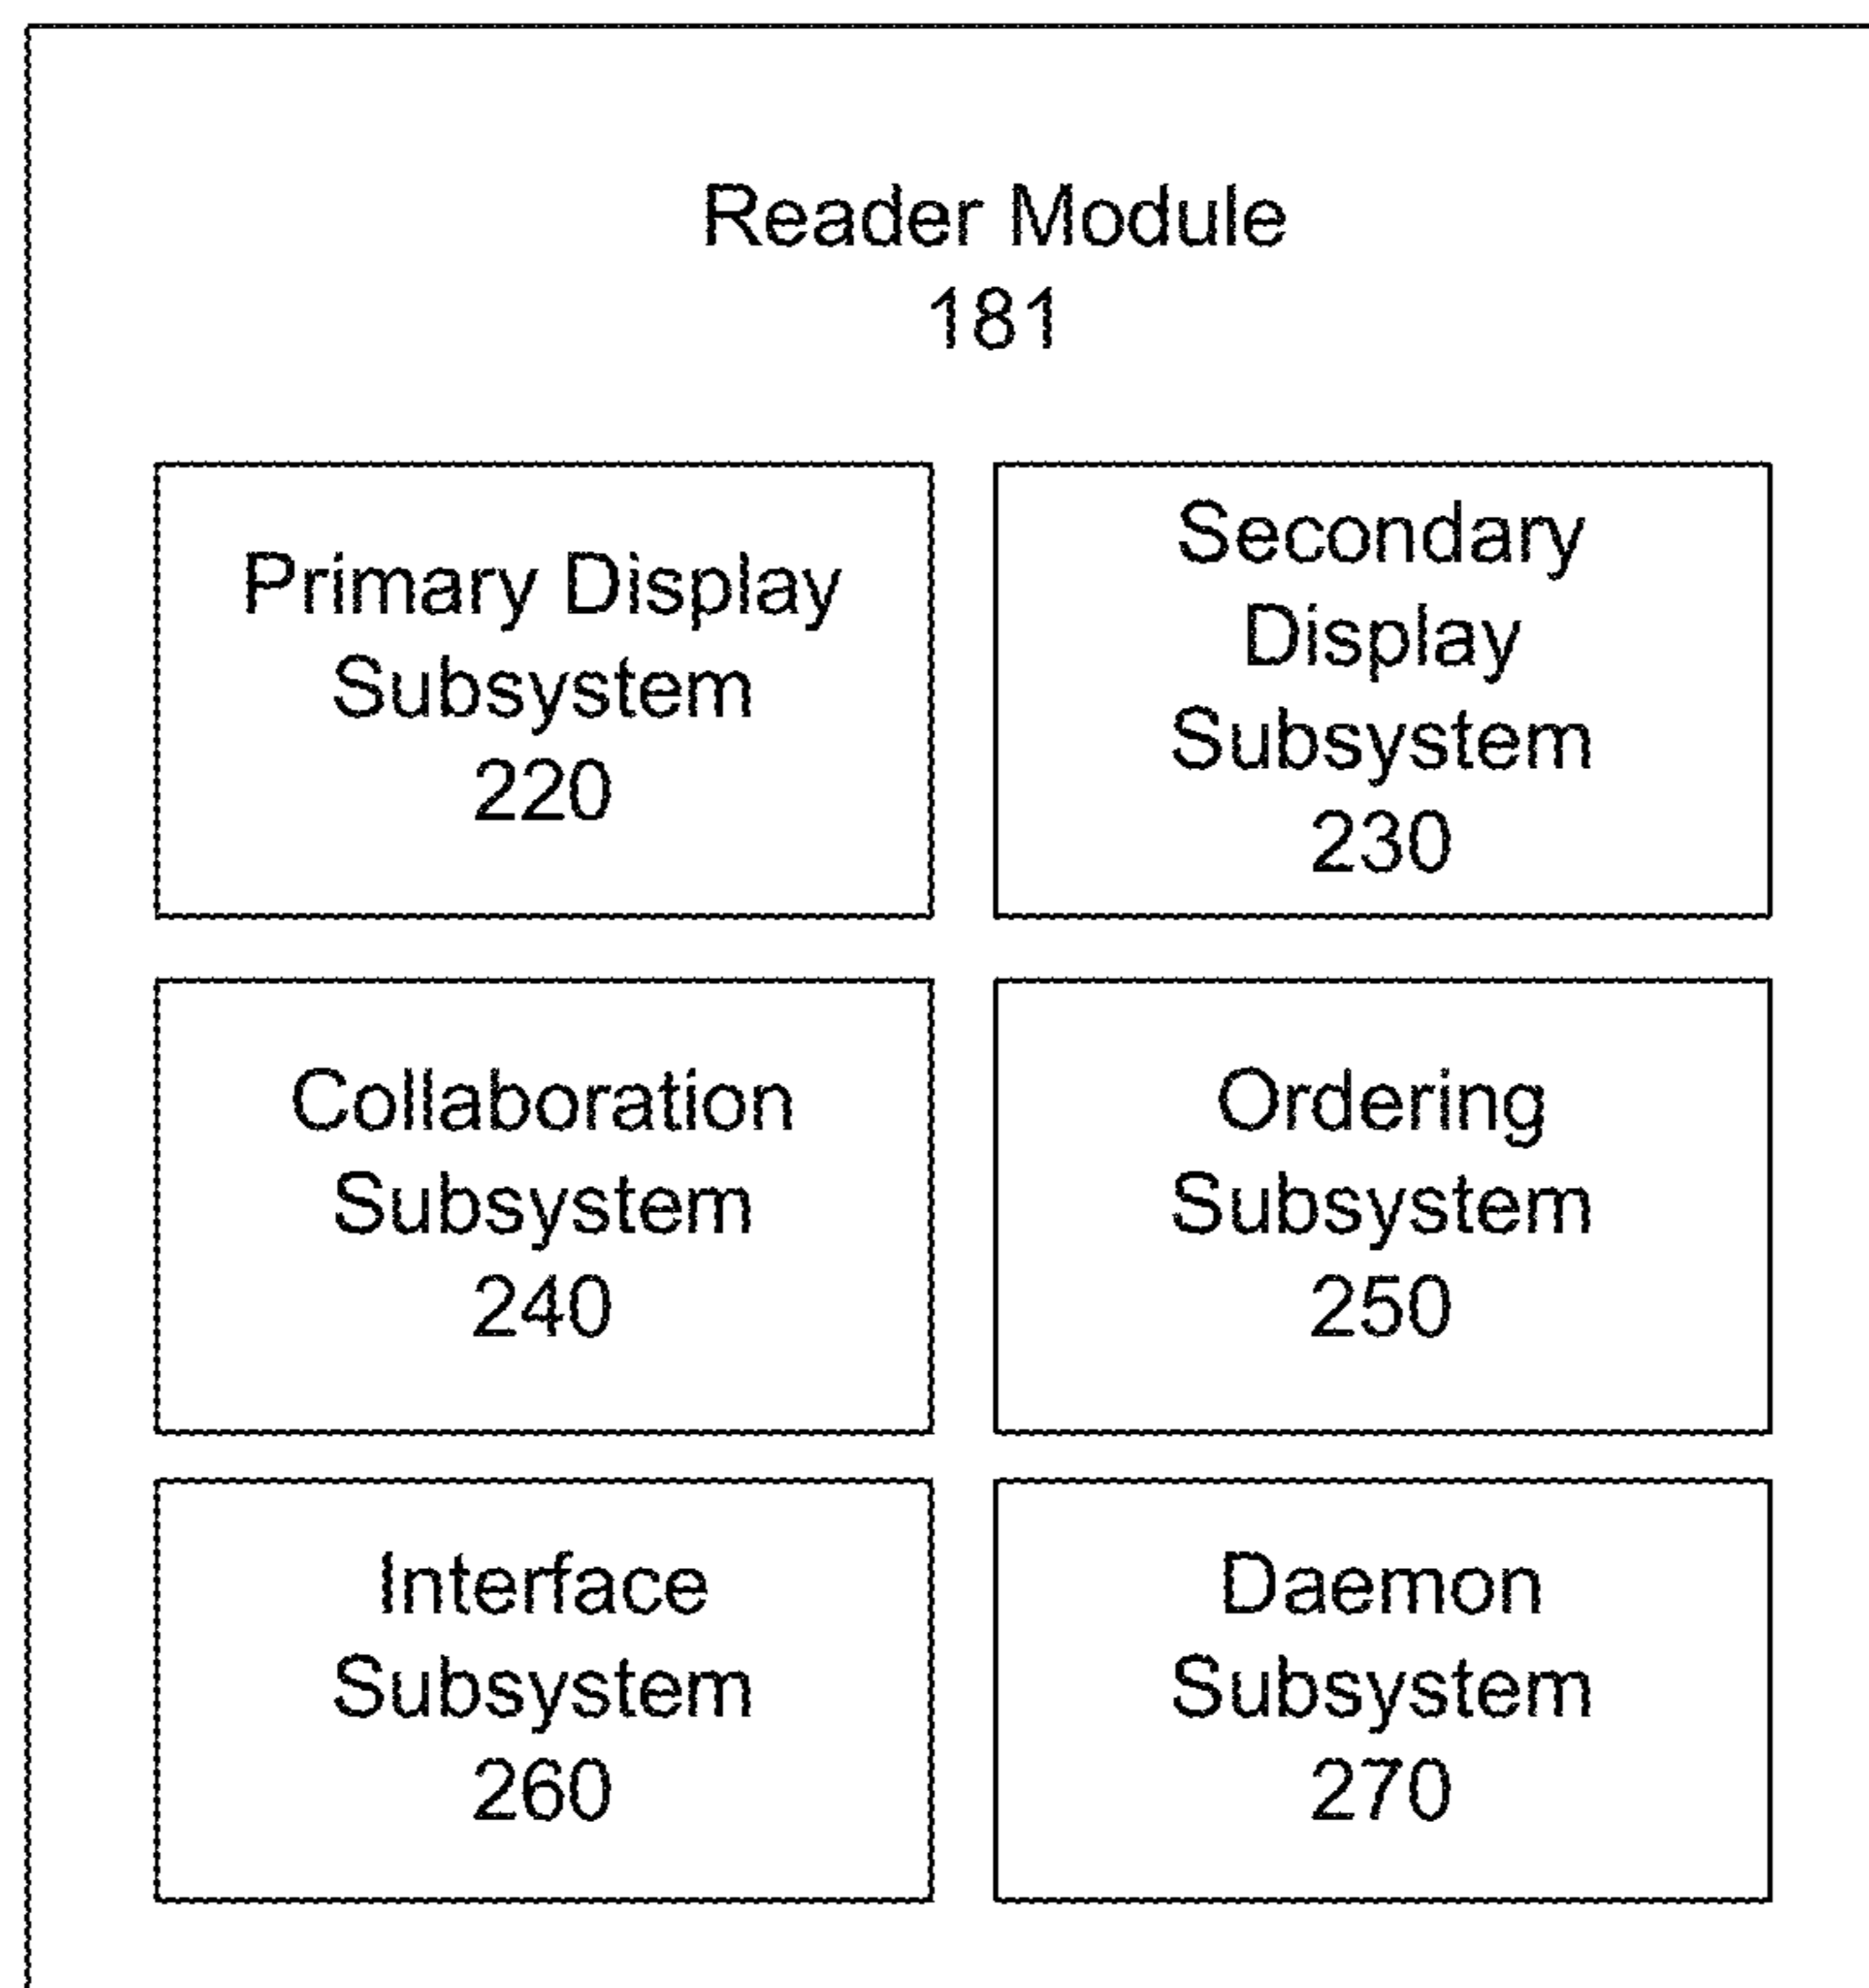 Reader Module
181
Primary Display
Subsystem
220
Secondary
Display
Subsystem
230
Collaboration
Subsystem
240
Ordering
Subsystem
250
Interface
Subsystem
260
Daemon
Subsystem
270